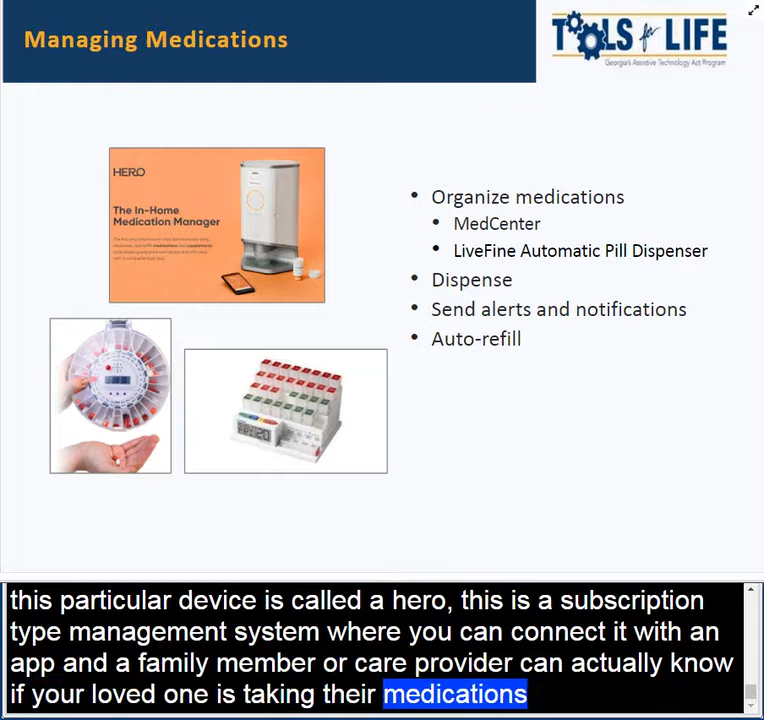 Managing Medications
TOOLS for LIFE
Georgia's Assistive Technology Act Program
HERO
The In-Home
Medication Manager
Organize medications
MedCenter
LiveFine Automatic Pill Dispenser
Dispense
Send alerts and notifications
Auto-refill
this particular device is called a hero, this is a subscription
type management system where you can connect it with an
app and a family member or care provider can actually know
if your loved one is taking their medications